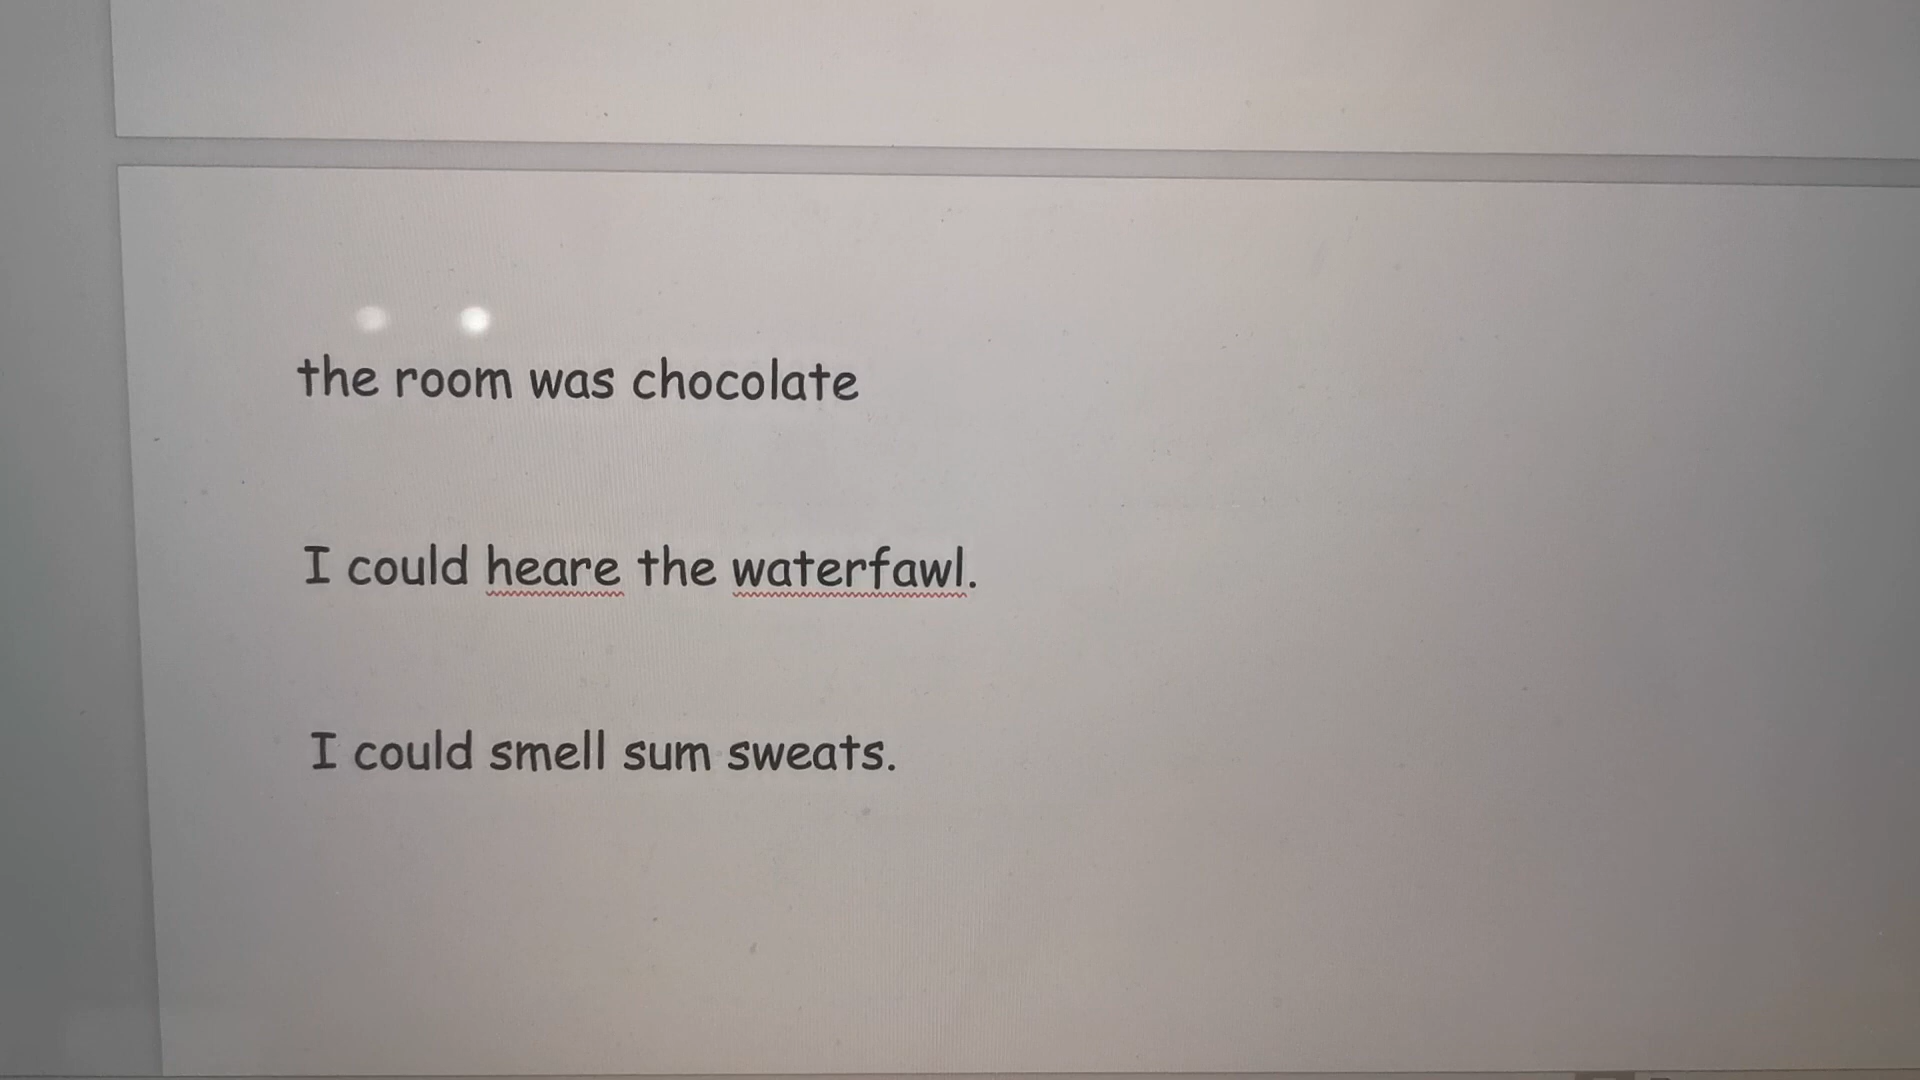 the room was chocolate
I could heare the waterfawl.
I could smell sum sweats.